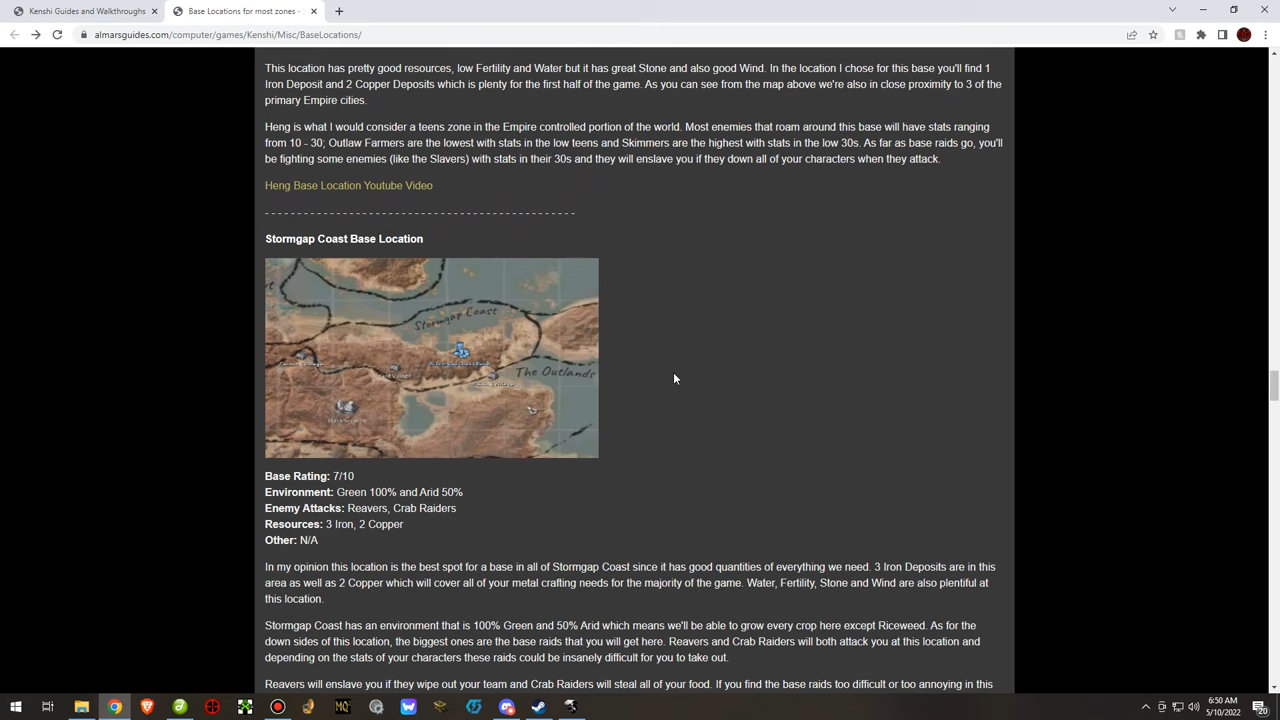 Kenshi Guides and Walkthroughs
Base Locations for most zones -
almarsguides.com/computer/games/Kenshi/Misc/BaseLocations/
This location has pretty good resources, low Fertility and Water but it has great Stone and also good Wind. In the location I chose for this base you'll find 1
Iron Deposit and 2 Copper Deposits which is plenty for the first half of the game. As you can see from the map above we're also in close proximity to 3 of the
primary Empire cities.
Heng is what I would consider a teens zone in the Empire controlled portion of the world. Most enemies that roam around this base will have stats ranging
from 10 - 30; Outlaw Farmers are the lowest with stats in the low teens and Skimmers are the highest with stats in the low 30s. As far as base raids go, you'll
be fighting some enemies (like the Slavers) with stats in their 30s and they will enslave you if they down all of your characters when they attack.
Heng Base Location Youtube Video
- - - - - - - - - - - - - - - - - - - - - - - - - - - - - - - - - - - - - - - - - - - - - - - -
Stormgap Coast Base Location
Stormgap Coast
The Outlands
Base Rating: 7/10
Environment: Green 100% and Arid 50%
Enemy Attacks: Reavers, Crab Raiders
Resources: 3 Iron, 2 Copper
Other: N/A
In my opinion this location is the best spot for a base in all of Stormgap Coast since it has good quantities of everything we need. 3 Iron Deposits are in this
area as well as 2 Copper which will cover all of your metal crafting needs for the majority of the game. Water, Fertility, Stone and Wind are also plentiful at
this location.
Stormgap Coast has an environment that is 100% Green and 50% Arid which means we'll be able to grow every crop here except Riceweed. As for the
down sides of this location, the biggest ones are the base raids that you will get here. Reavers and Crab Raiders will both attack you at this location and
depending on the stats of your characters these raids could be insanely difficult for you to take out.
Reavers will enslave you if they wipe out your team and Crab Raiders will steal all of your food. If you find the base raids too difficult or too annoying in this
MQ
6:50 AM
5/10/2022
20